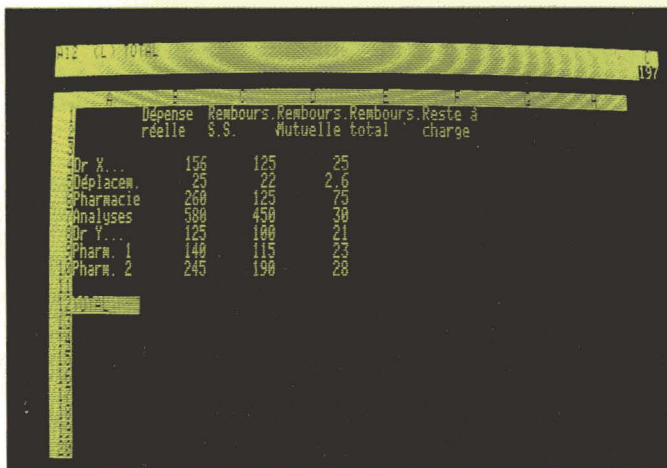 A12 (L) TOTAL
C
197
Dépense Rembours.Rembours.Rembours.Reste à
réelle S.S. Mutuelle total charge
Dr X... 156 125 25
Déplacem. 25 22 2.6
Pharmacie 260 125 75
Analyses 580 450 30
Dr Y... 125 100 21
Pharm. 1 140 115 23
Pharm. 2 245 190 28